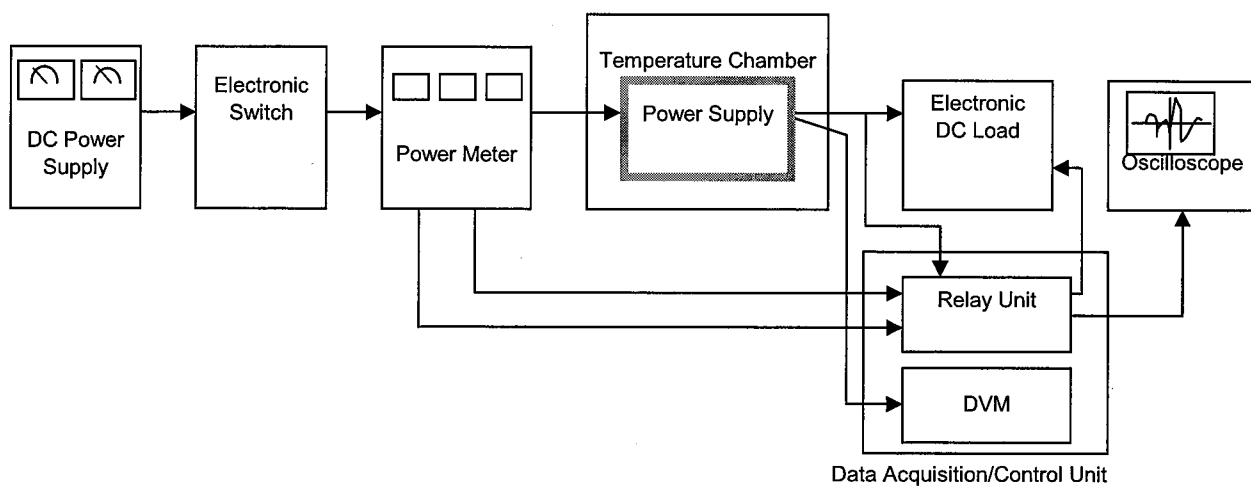 DC Power
Supply
Electronic
Switch
Power Meter
Temperature Chamber
Power Supply
Electronic
DC Load
Oscilloscope
Relay Unit
DVM
Data Acquisition/Control Unit